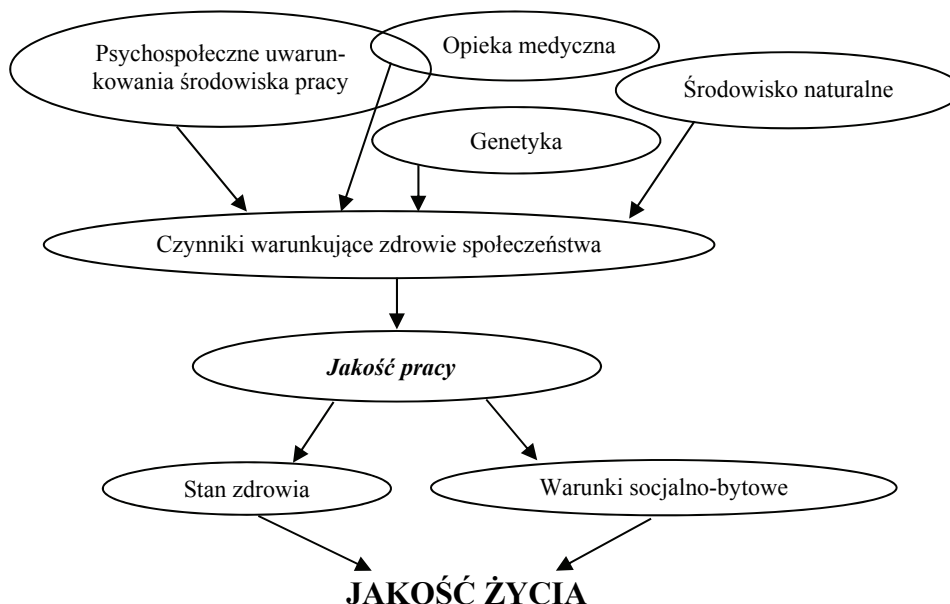 Psychospołeczne uwarun-
kowania środowiska pracy
Opieka medyczna
Środowisko naturalne
Genetyka
Czynniki warunkujące zdrowie społeczeństwa
Jakość pracy
Stan zdrowia
Warunki socjalno-bytowe
JAKOŚĆ ŻYCIA